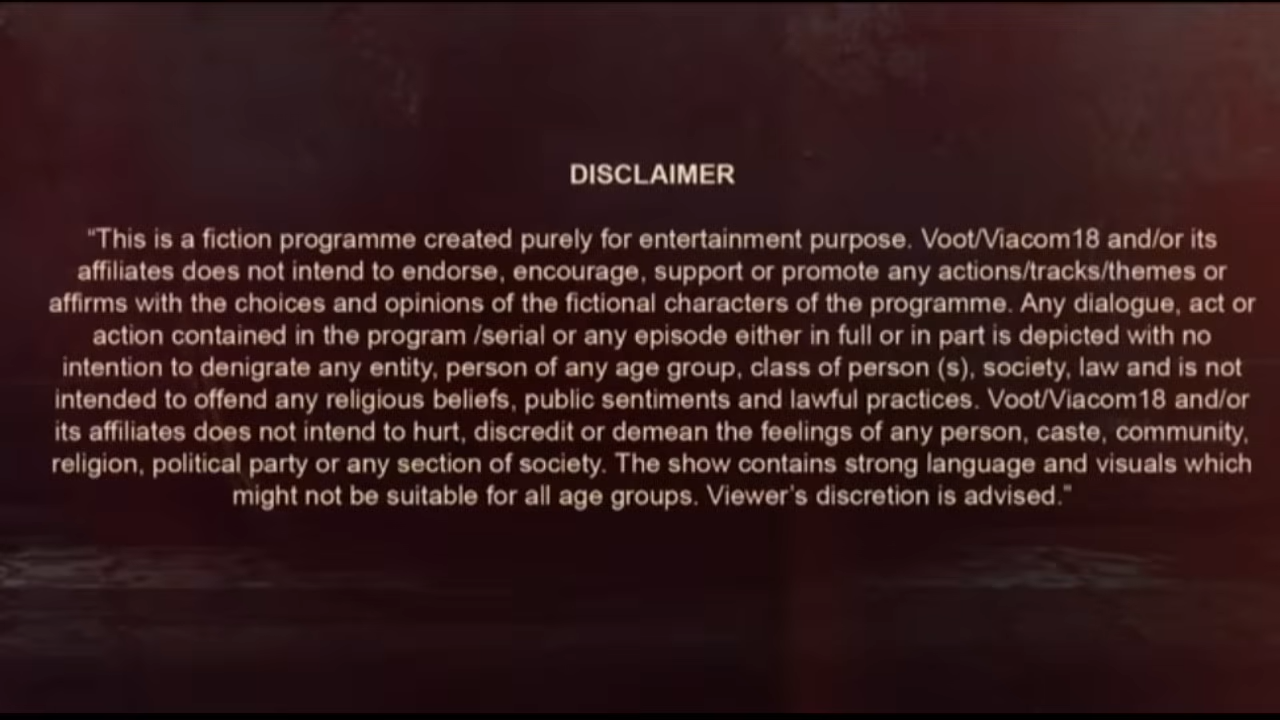 DISCLAIMER
“This is a fiction programme created purely for entertainment purpose. Voot/Viacom18 and/or its
affiliates does not intend to endorse, encourage, support or promote any actions/tracks/themes or
affirms with the choices and opinions of the fictional characters of the programme. Any dialogue, act or
action contained in the program /serial or any episode either in full or in part is depicted with no
intention to denigrate any entity, person of any age group, class of person (s), society, law and is not
intended to offend any religious beliefs, public sentiments and lawful practices. Voot/Viacom18 and/or
its affiliates does not intend to hurt, discredit or demean the feelings of any person, caste, community,
religion, political party or any section of society. The show contains strong language and visuals which
might not be suitable for all age groups. Viewer's discretion is advised.”